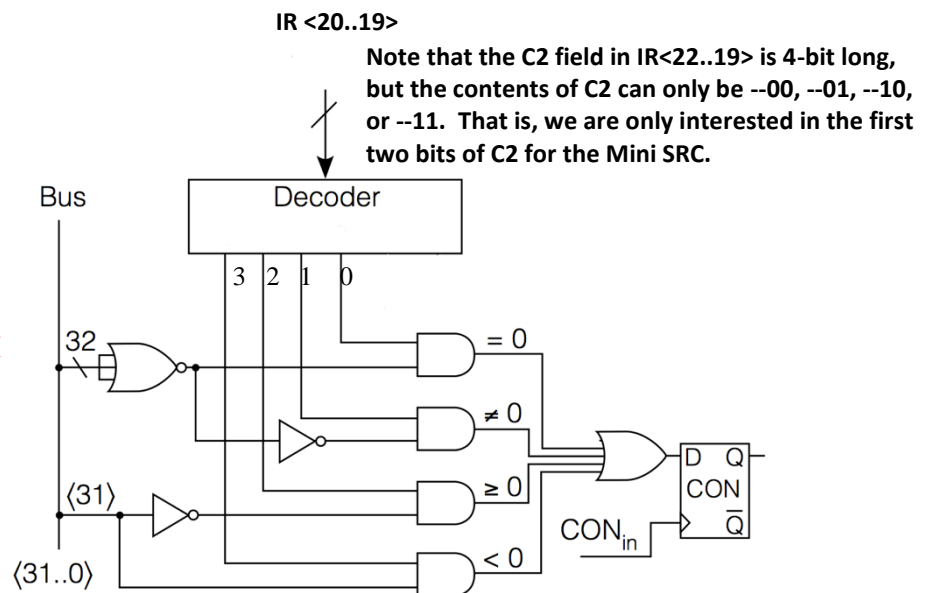 IR <20..19>
Note that the C2 field in IR<22..19> is 4-bit long,
but the contents of C2 can only be --00, --01, --10,
or --11. That is, we are only interested in the first
two bits of C2 for the Mini SRC.
Bus
Decoder
3 2 1 0
32
= 0
≠ 0
⟨31⟩
≥ 0
D Q
CON
Q̅
CONin
< 0
⟨31..0⟩